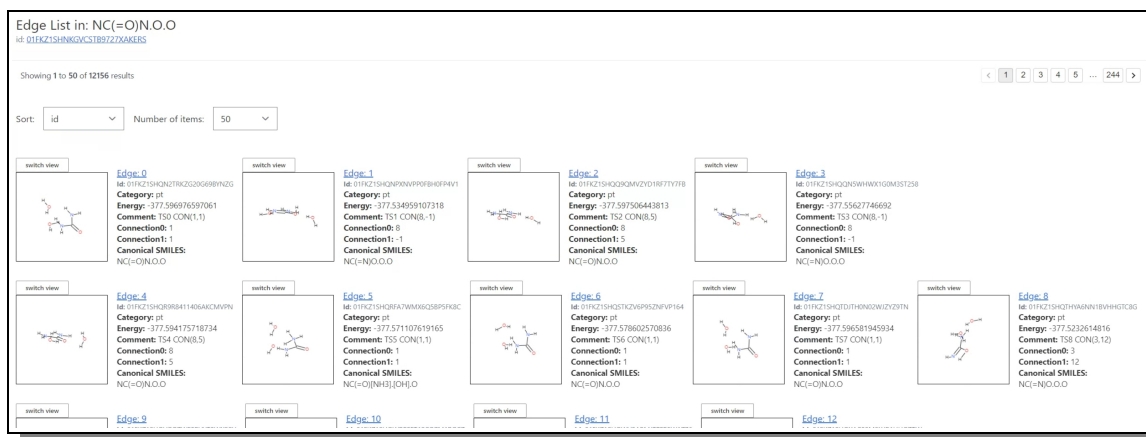 Edge List in: NC(=O)N.O.O
id: 01FKZ1SHNKGVCSTB9727XAKERS
Showing 1 to 50 of 12156 results
< 1 2 3 4 5 ... 244 >
Sort: id Number of items: 50
switch view
Edge: 0
Id: 01FKZ1SHQN2TRKZG20G69BYNZG
Category: pt
Energy: -377.596976597061
Comment: TS0 CON(1,1)
Connection0: 1
Connection1: 1
Canonical SMILES:
NC(=O)N.O.O
switch view
Edge: 1
Id: 01FKZ1SHQNPXNVPP0FBH0FP4V1
Category: pt
Energy: -377.534959107318
Comment: TS1 CON(8,-1)
Connection0: 8
Connection1: -1
Canonical SMILES:
NC(=N)O.O.O
switch view
Edge: 2
Id: 01FKZ1SHQQ9QMVZYD1RF7TY7FB
Category: pt
Energy: -377.597506443813
Comment: TS2 CON(8,5)
Connection0: 8
Connection1: 5
Canonical SMILES:
NC(=N)O.O.O
switch view
Edge: 3
Id: 01FKZ1SHQQN5WHWX1G0M3ST258
Category: pt
Energy: -377.55627746692
Comment: TS3 CON(8,-1)
Connection0: 8
Connection1: -1
Canonical SMILES:
NC(=N)O.O.O
switch view
Edge: 4
Id: 01FKZ1SHQR9R8411406AKCMVPN
Category: pt
Energy: -377.594175718734
Comment: TS4 CON(8,5)
Connection0: 8
Connection1: 5
Canonical SMILES:
NC(=N)O.O.O
switch view
Edge: 5
Id: 01FKZ1SHQRFA7WMX6Q5BP5FK8C
Category: pt
Energy: -377.571107619165
Comment: TS5 CON(1,1)
Connection0: 1
Connection1: 1
Canonical SMILES:
NC(=O)[NH3].[OH].O
switch view
Edge: 6
Id: 01FKZ1SHQSTKZV6P95ZNFVP164
Category: pt
Energy: -377.578602570836
Comment: TS6 CON(1,1)
Connection0: 1
Connection1: 1
Canonical SMILES:
NC(=O)N.O.O
switch view
Edge: 7
Id: 01FKZ1SHQTDJTH0N02WJZYZ9TN
Category: pt
Energy: -377.596581945934
Comment: TS7 CON(1,1)
Connection0: 1
Connection1: 1
Canonical SMILES:
NC(=O)N.O.O
switch view
Edge: 8
Id: 01FKZ1SHQTHYA6NN1BVHHGTC8G
Category: pt
Energy: -377.5232614816
Comment: TS8 CON(3,12)
Connection0: 3
Connection1: 12
Canonical SMILES:
NC(=N)O.O.O
switch view
Edge: 9
switch view
Edge: 10
switch view
Edge: 11
switch view
Edge: 12